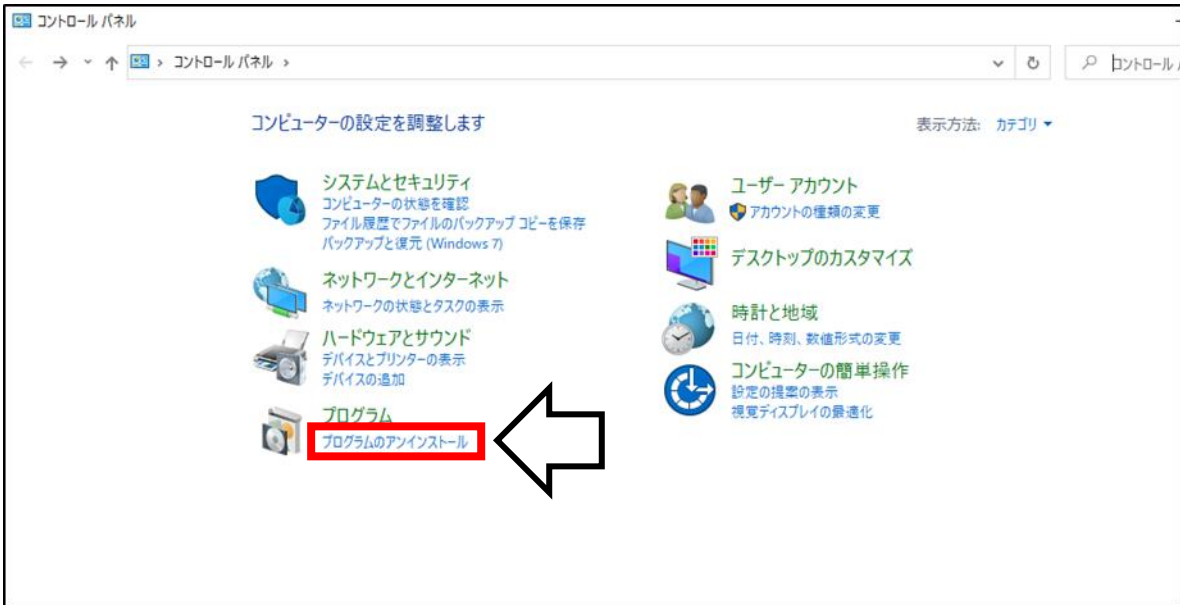 コントロール パネル
コントロール パネル
コントロール
コンピューターの設定を調整します
表示方法: カテゴリ
システムとセキュリティ
コンピューターの状態を確認
ファイル履歴でファイルのバックアップ コピーを保存
バックアップと復元 (Windows 7)
ネットワークとインターネット
ネットワークの状態とタスクの表示
ハードウェアとサウンド
デバイスとプリンターの表示
デバイスの追加
プログラム
プログラムのアンインストール
ユーザー アカウント
アカウントの種類の変更
デスクトップのカスタマイズ
時計と地域
日付、時刻、数値形式の変更
コンピューターの簡単操作
設定の提案の表示
視覚ディスプレイの最適化